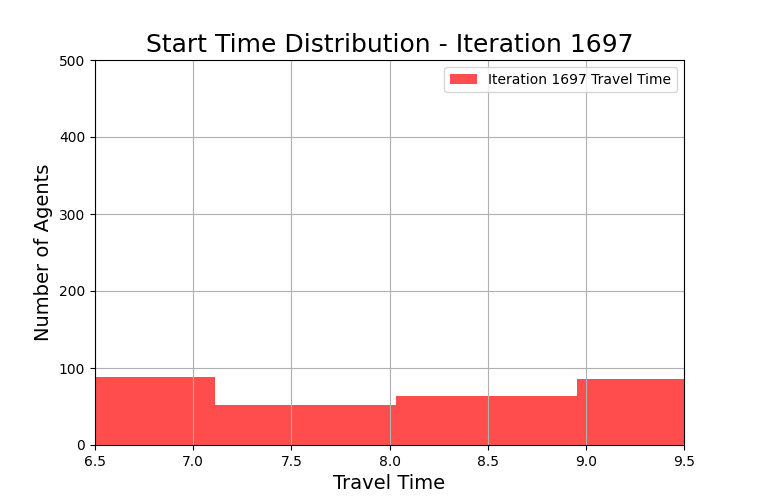 Start Time Distribution - Iteration 1697
Iteration 1697 Travel Time
Number of Agents
500
400
300
200
100
0
6.5 7.0 7.5 8.0 8.5 9.0 9.5
Travel Time